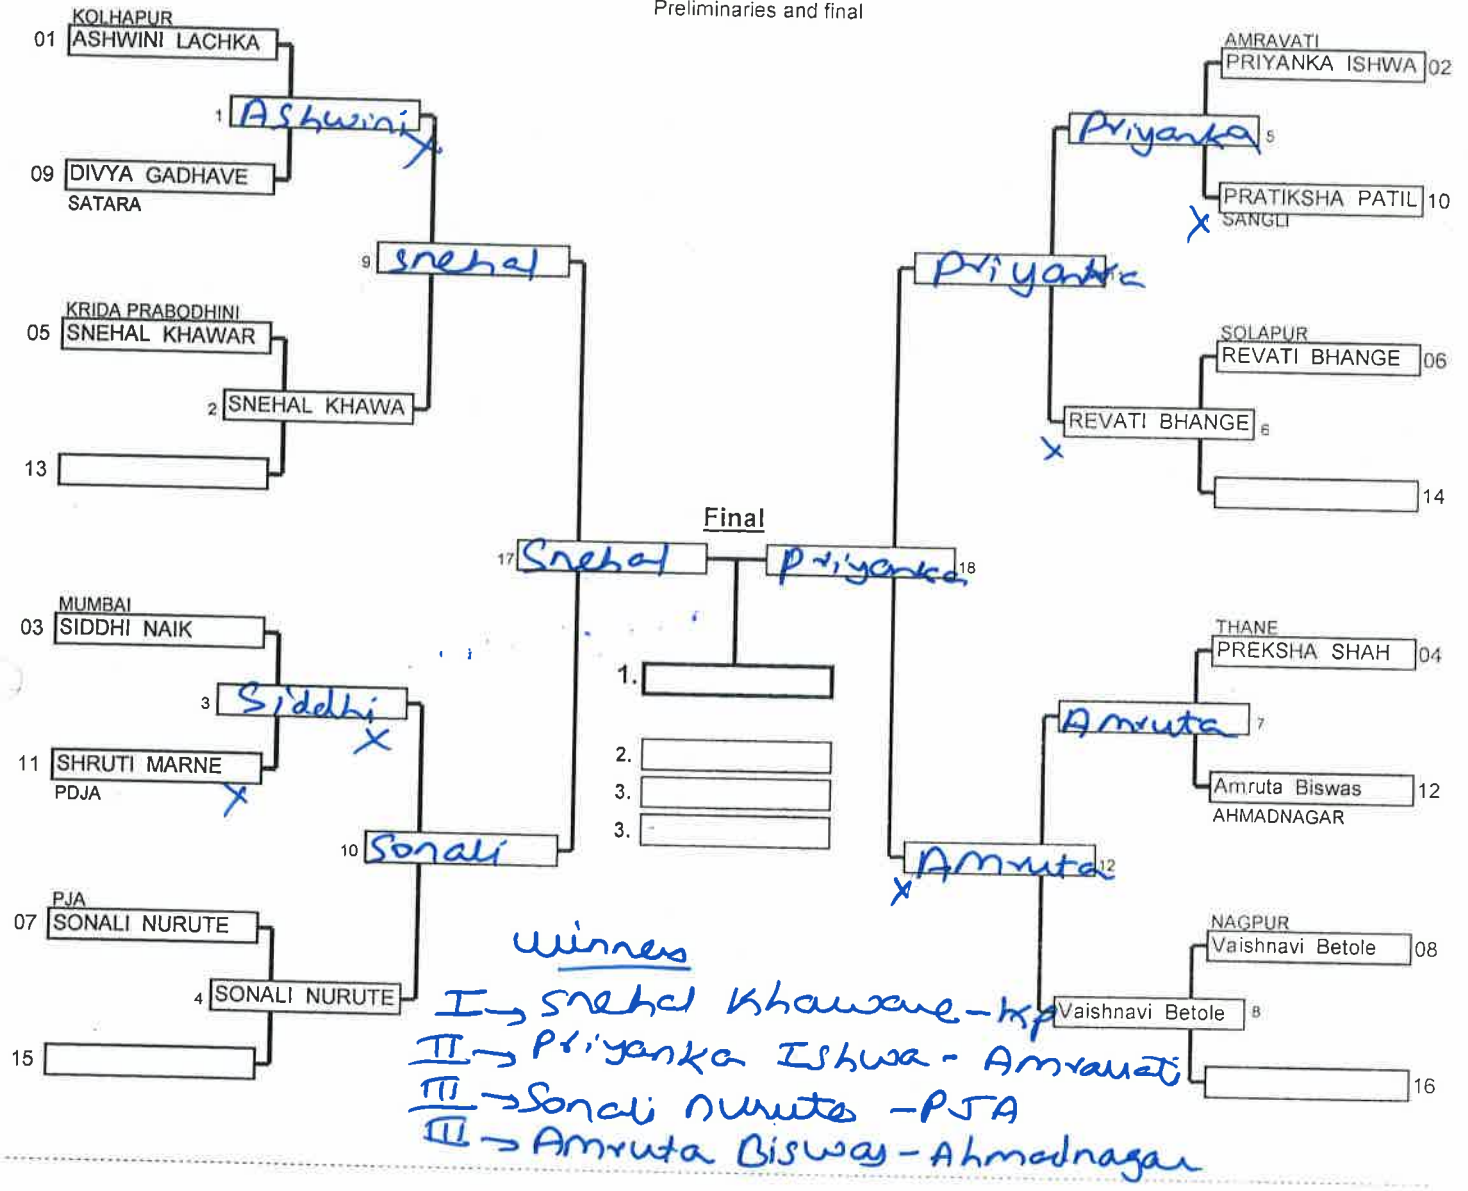 Preliminaries and final
KOLHAPUR
01 ASHWINI LACHKA
1 Ashwini
09 DIVYA GADHAVE
SATARA
9 Snehal
KRIDA PRABODHINI
05 SNEHAL KHAWAR
2 SNEHAL KHAWA
13
17 Snehal
MUMBAI
03 SIDDHI NAIK
3 Siddhi
11 SHRUTI MARNE
PDJA
10 Sonali
PJA
07 SONALI NURUTE
4 SONALI NURUTE
15
Final
1.
2.
3.
3.
AMRAVATI
PRIYANKA ISHWA 02
Priyanka 5
PRATIKSHA PATIL 10
SANGLI
Priyanka
SOLAPUR
REVATI BHANGE 06
REVATI BHANGE 6
14
Priyanka 18
THANE
PREKSHA SHAH 04
Amruta 7
Amruta Biswas 12
AHMADNAGAR
Amruta 12
NAGPUR
Vaishnavi Betole 08
Vaishnavi Betole 8
16
Winners
I → Snehal Khaware - KP
II → Priyanka Ishwa - Amravati
III → Sonali Nurute - PJA
III → Amruta Biswas - Ahmadnagar